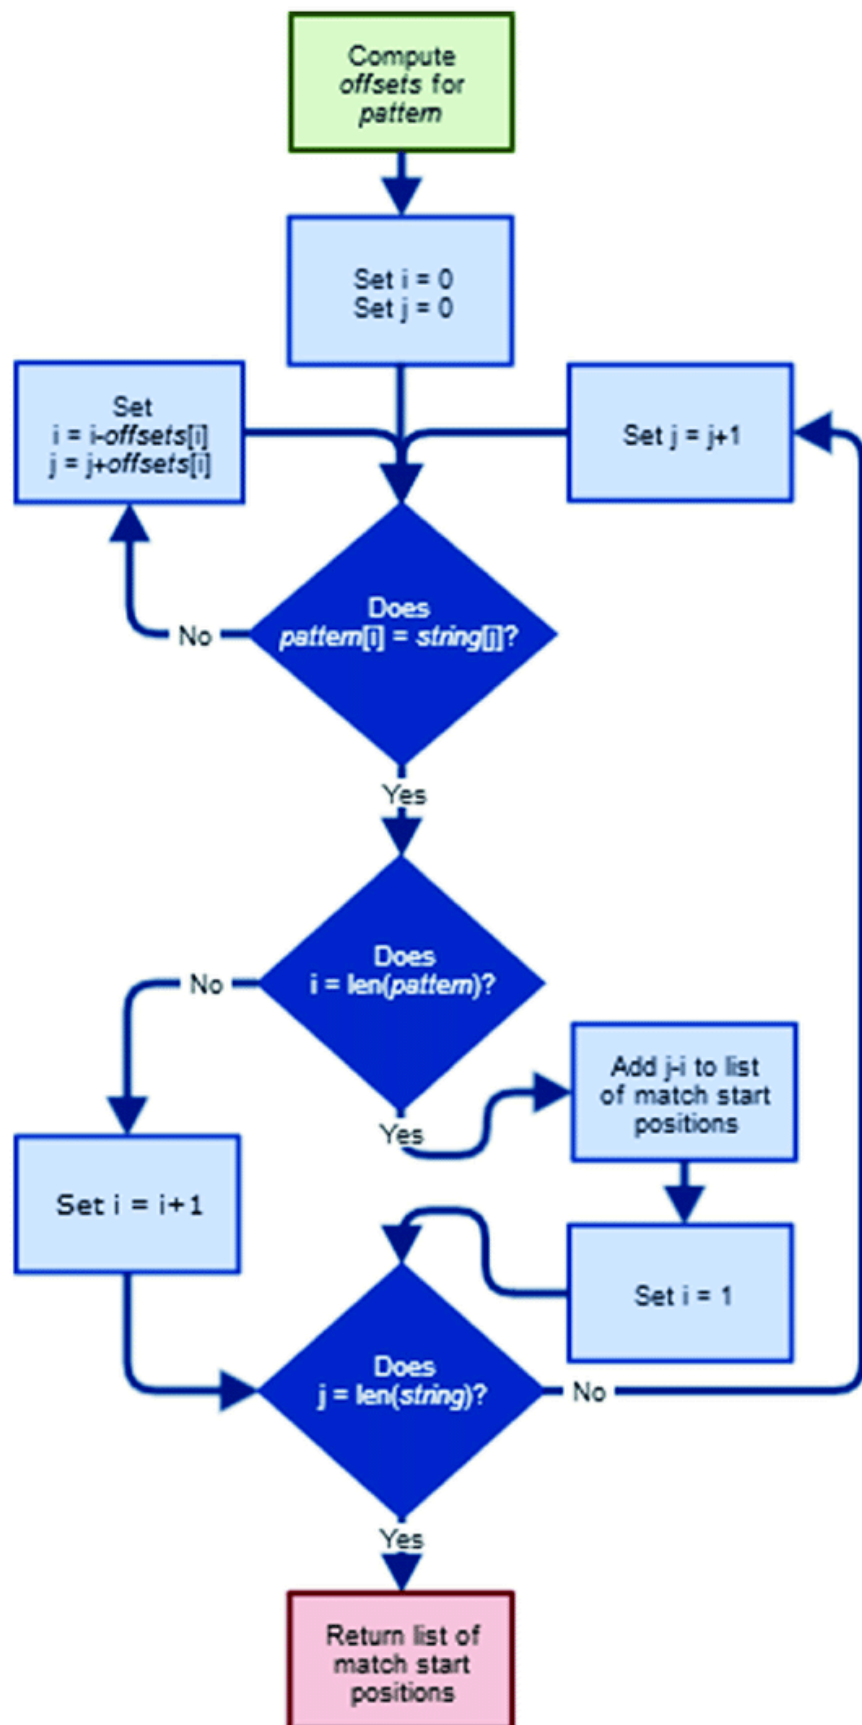 Compute
offsets for
pattern
Set i = 0
Set j = 0
Set
i = i-offsets[i]
j = j+offsets[i]
Set j = j+1
Does
pattern[i] = string[j]?
No
Yes
Does
i = len(pattern)?
No
Yes
Add j-i to list
of match start
positions
Set i = i+1
Set i = 1
Does
j = len(string)?
No
Yes
Return list of
match start
positions